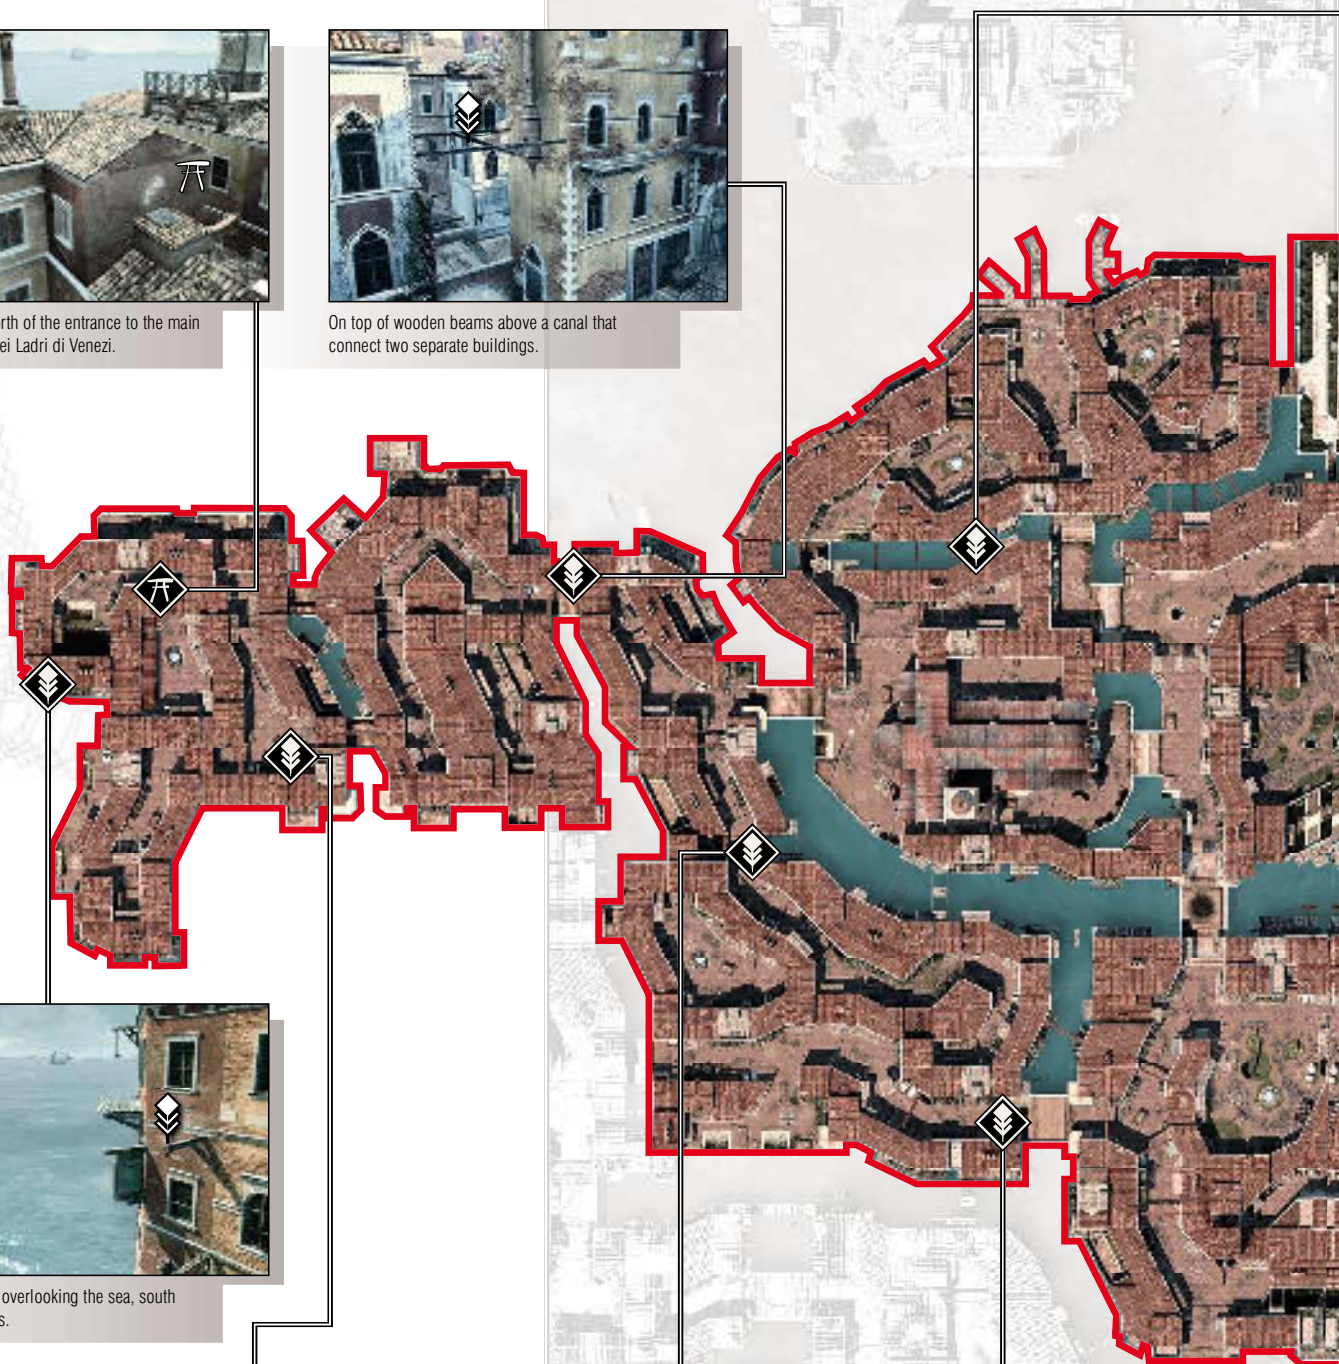 rth of the entrance to the main
ei Ladri di Venezi.
On top of wooden beams above a canal that
connect two separate buildings.
overlooking the sea, south
s.